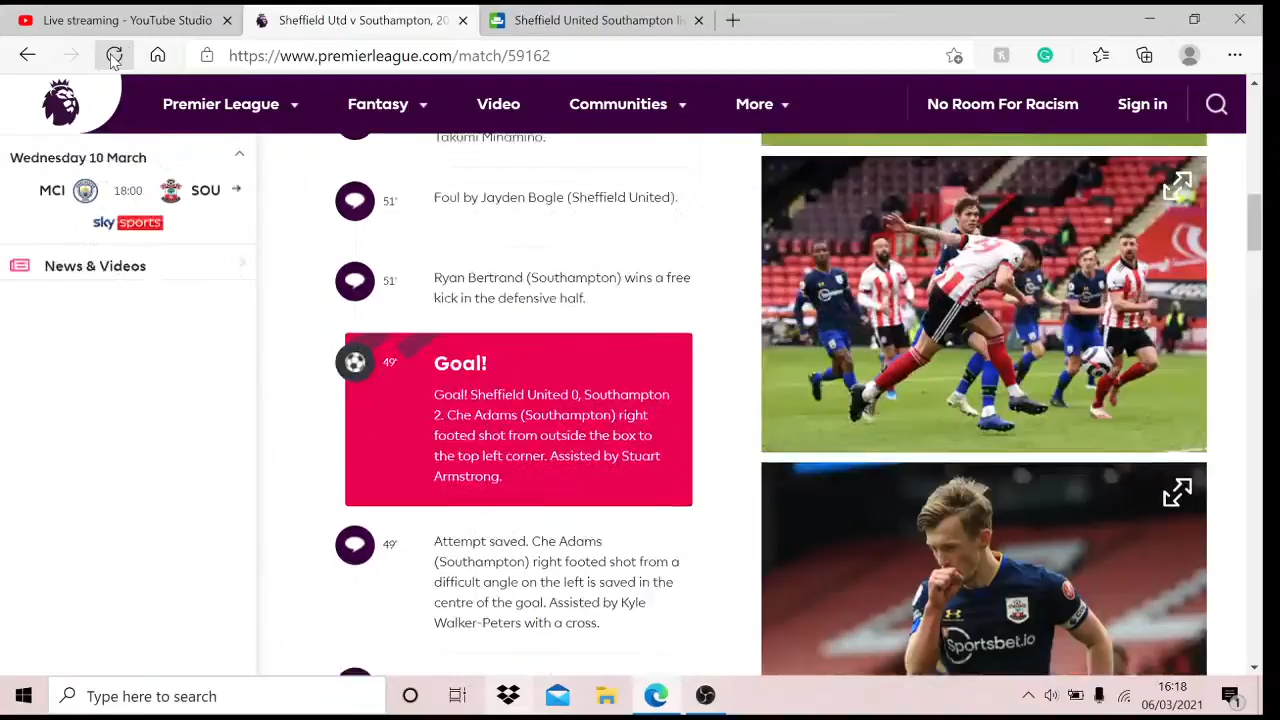 Live streaming - YouTube Studio
Sheffield Utd v Southampton, 20
Sheffield United Southampton li
https://www.premierleague.com/match/59162
Premier League
Fantasy
Video
Communities
More
No Room For Racism
Sign in
Wednesday 10 March
MCI 18:00 SOU
sky sports
News & Videos
Takumi Minamino.
51'
Foul by Jayden Bogle (Sheffield United).
51'
Ryan Bertrand (Southampton) wins a free
kick in the defensive half.
49'
Goal!
Goal! Sheffield United 0, Southampton
2. Che Adams (Southampton) right
footed shot from outside the box to
the top left corner. Assisted by Stuart
Armstrong.
49'
Attempt saved. Che Adams
(Southampton) right footed shot from a
difficult angle on the left is saved in the
centre of the goal. Assisted by Kyle
Walker-Peters with a cross.
Sportsbet.io
Type here to search
16:18
06/03/2021
1